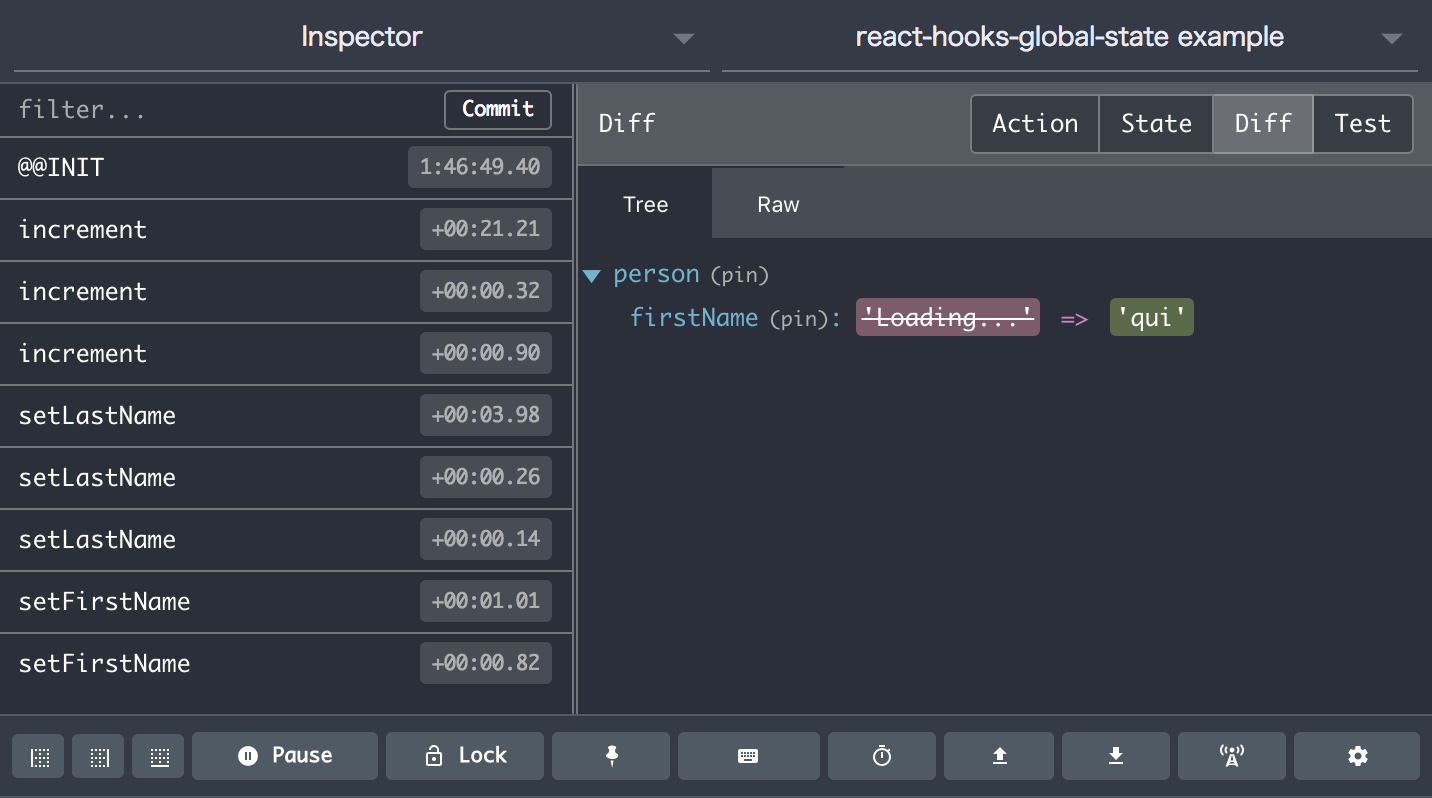 Inspector
react-hooks-global-state example
filter...
Commit
Diff
Action
State
Diff
Test
@@INIT 1:46:49.40
increment +00:21.21
increment +00:00.32
increment +00:00.90
setLastName +00:03.98
setLastName +00:00.26
setLastName +00:00.14
setFirstName +00:01.01
setFirstName +00:00.82
Tree
Raw
person (pin)
firstName (pin): 'Loading...' => 'qui'
Pause
Lock